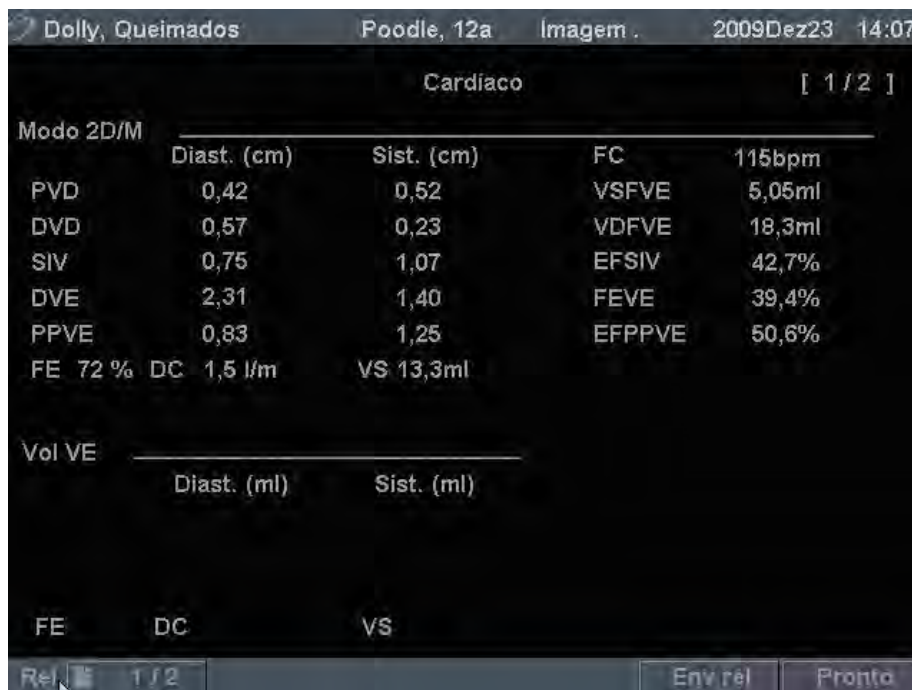 Dolly, Queimados Poodle, 12a Imagem . 2009Dez23 14:07
Cardíaco [ 1 / 2 ]
Modo 2D/M
Diast. (cm) Sist. (cm) FC 115bpm
PVD 0,42 0,52 VSFVE 5,05ml
DVD 0,57 0,23 VDFVE 18,3ml
SIV 0,75 1,07 EFSIV 42,7%
DVE 2,31 1,40 FEVE 39,4%
PPVE 0,83 1,25 EFPPVE 50,6%
FE 72 % DC 1,5 l/m VS 13,3ml
Vol VE
Diast. (ml) Sist. (ml)
FE DC VS
Rel. 1 / 2 Env.rel Pronto